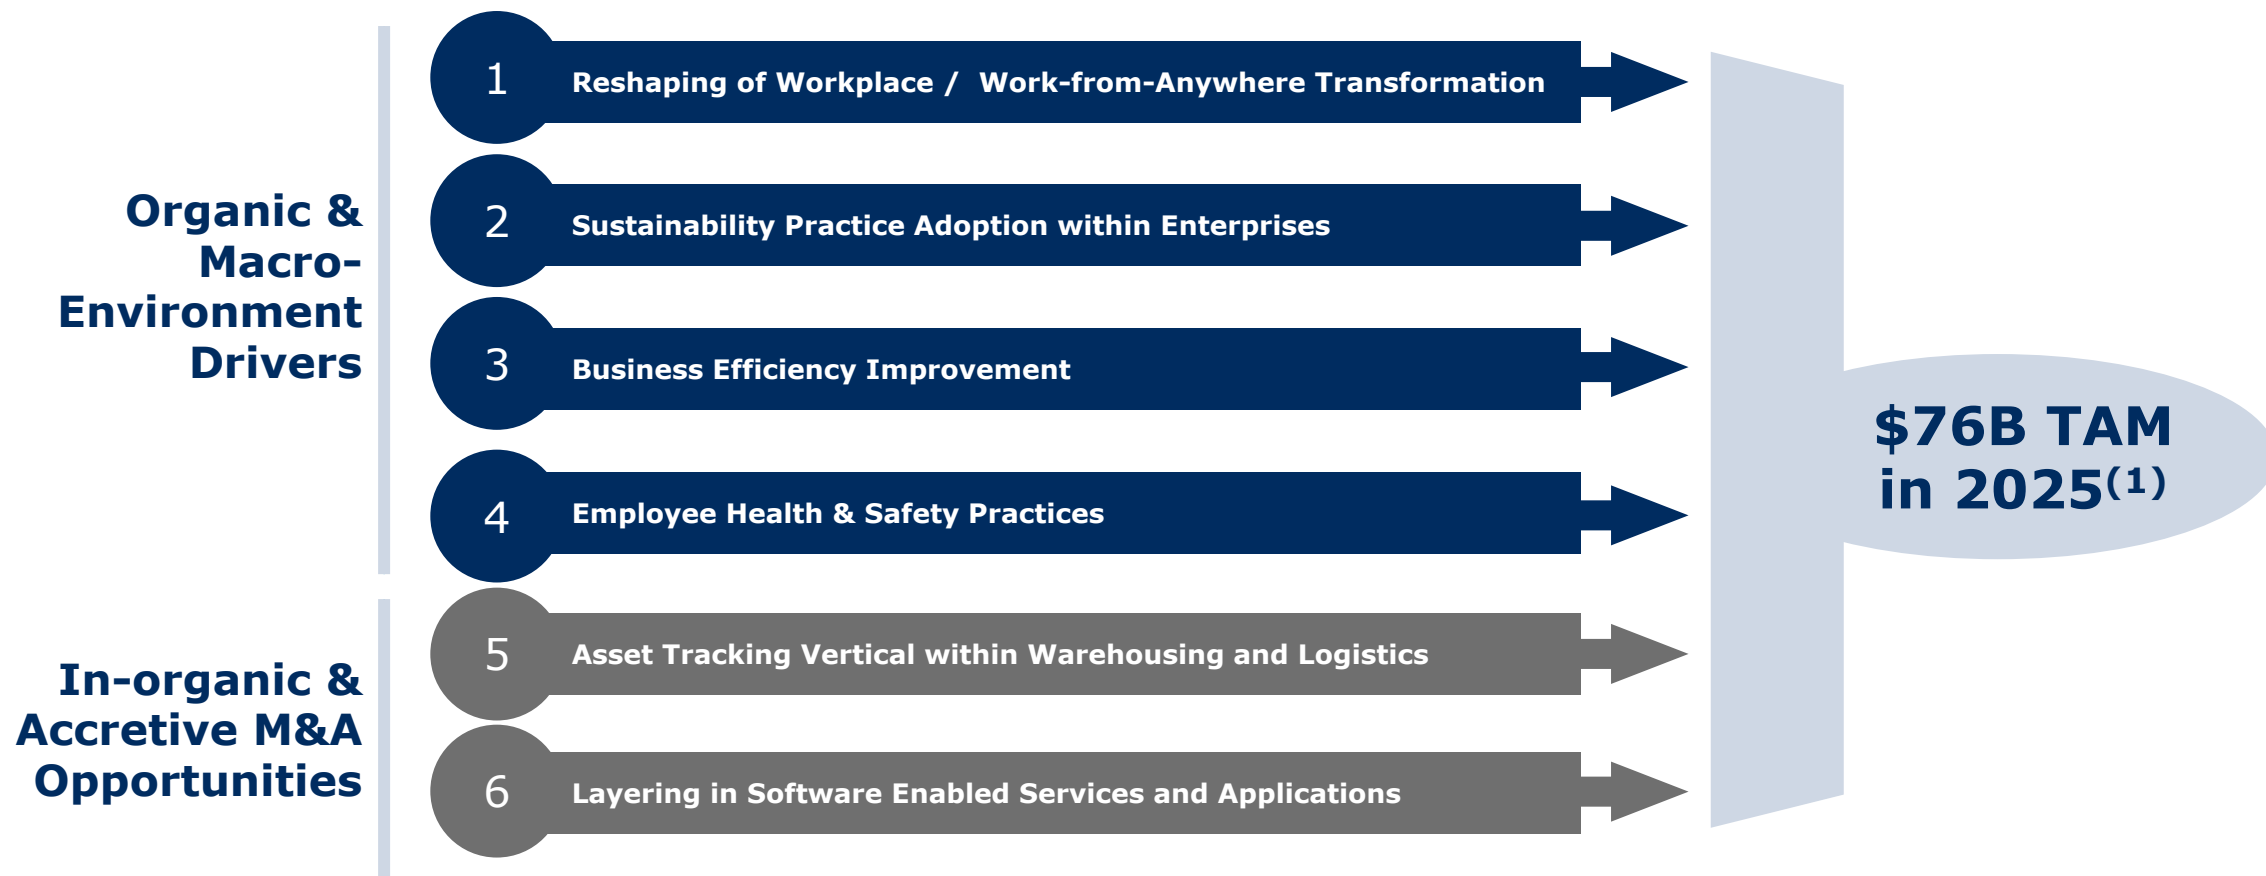 Organic &
Macro-
Environment
Drivers
1
Reshaping of Workplace /  Work-from-Anywhere Transformation
2
Sustainability Practice Adoption within Enterprises
3
Business Efficiency Improvement
4
Employee Health & Safety Practices
In-organic &
Accretive M&A
Opportunities
5
Asset Tracking Vertical within Warehousing and Logistics
6
Layering in Software Enabled Services and Applications
$76B TAM
in 2025(1)